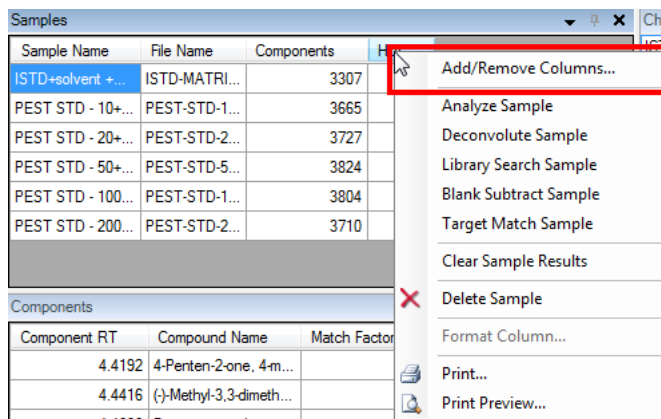 Samples
Ch
Sample Name File Name Components H
ISTD+solvent +... ISTD-MATRI... 3307
PEST STD - 10+... PEST-STD-1... 3665
PEST STD - 20+... PEST-STD-2... 3727
PEST STD - 50+... PEST-STD-5... 3824
PEST STD - 100... PEST-STD-1... 3804
PEST STD - 200... PEST-STD-2... 3710
Add/Remove Columns...
Analyze Sample
Deconvolute Sample
Library Search Sample
Blank Subtract Sample
Target Match Sample
Clear Sample Results
Delete Sample
Format Column...
Print...
Print Preview...
Components
Component RT Compound Name Match Factor
4.4192 4-Penten-2-one, 4-m...
4.4416 (-)-Methyl-3,3-dimeth...